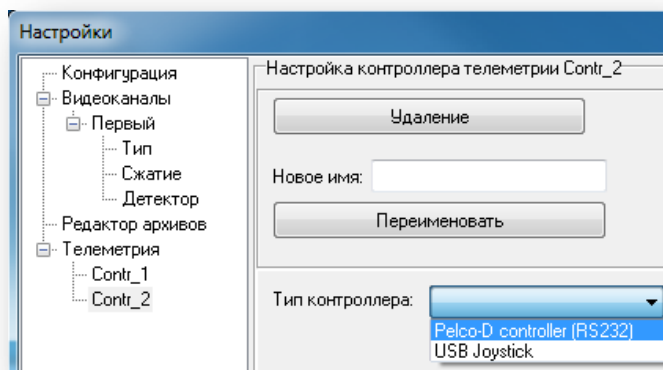 Настройки
Конфигурация
Видеоканалы
Первый
Тип
Сжатие
Детектор
Редактор архивов
Телеметрия
Contr_1
Contr_2
Настройка контроллера телеметрии Contr_2
Удаление
Новое имя:
Переименовать
Тип контроллера:
Pelco-D controller (RS232)
USB Joystick